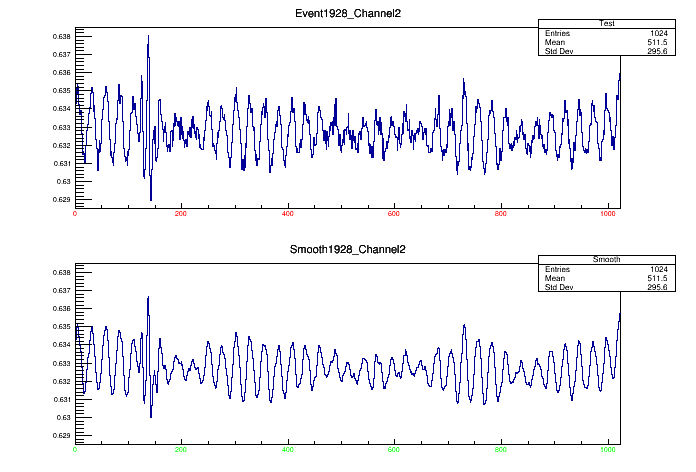 Event1928_Channel2
Test
Entries 1024
Mean 511.5
Std Dev 295.6
0.638
0.637
0.636
0.635
0.634
0.633
0.632
0.631
0.63
0.629
0 200 400 600 800 1000
Smooth1928_Channel2
Smooth
Entries 1024
Mean 511.5
Std Dev 295.6
0.638
0.637
0.636
0.635
0.634
0.633
0.632
0.631
0.63
0.629
0 200 400 600 800 1000